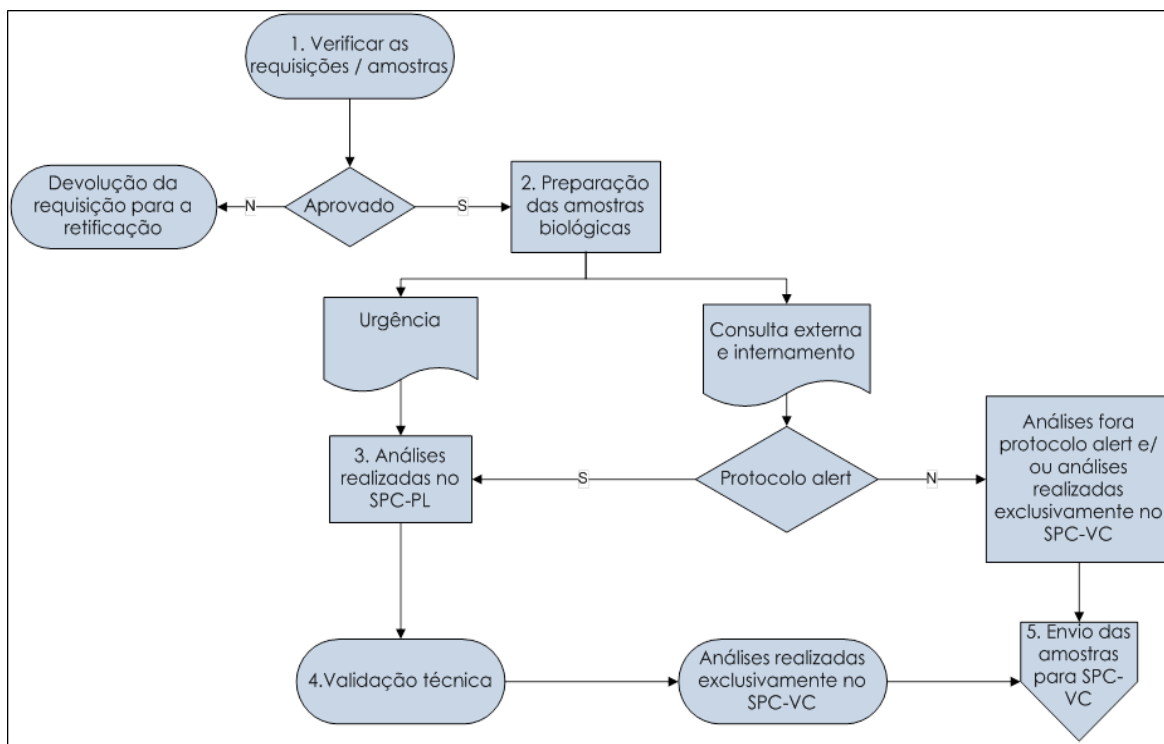 1. Verificar as
requisições / amostras
Devolução da
requisição para a
retificação
N
Aprovado
S
2. Preparação
das amostras
biológicas
Urgência
Consulta externa
e internamento
3. Análises
realizadas no
SPC-PL
S
Protocolo alert
N
Análises fora
protocolo alert e/
ou análises
realizadas
exclusivamente no
SPC-VC
4.Validação técnica
Análises realizadas
exclusivamente no
SPC-VC
5. Envio das
amostras
para SPC-
VC